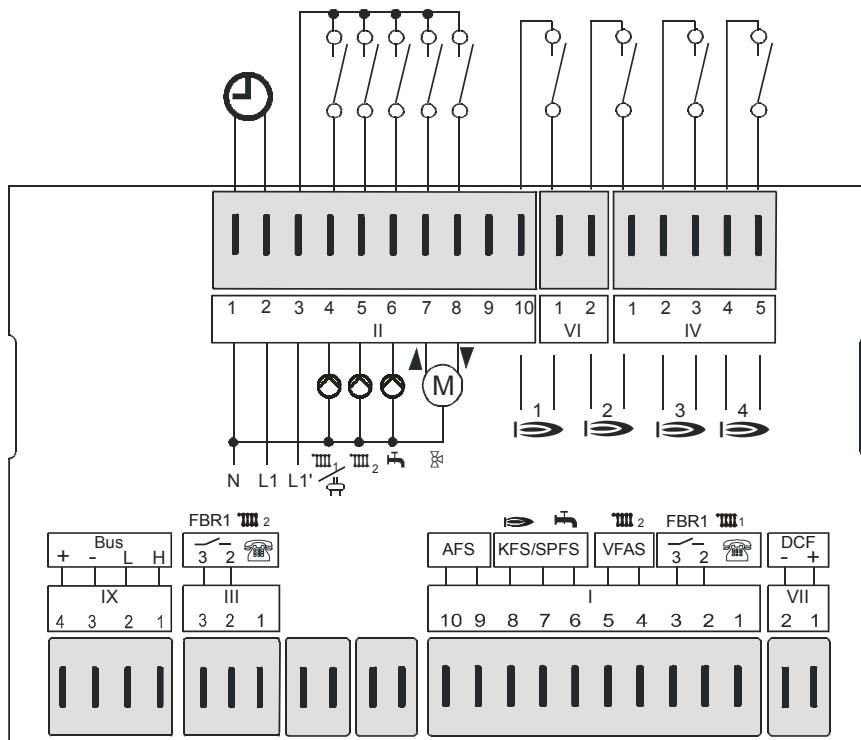 1 2 3 4 5 6 7 8 9 10 1 2 1 2 3 4 5
II VI IV
M
1 2 3 4
N L1 L1' 1 2
FBR1 2 2 FBR1 1
Bus 3 2 AFS KFS/SPFS VFAS 3 2 DCF
+ - L H - +
IX III I VII
4 3 2 1 3 2 1 10 9 8 7 6 5 4 3 2 1 2 1